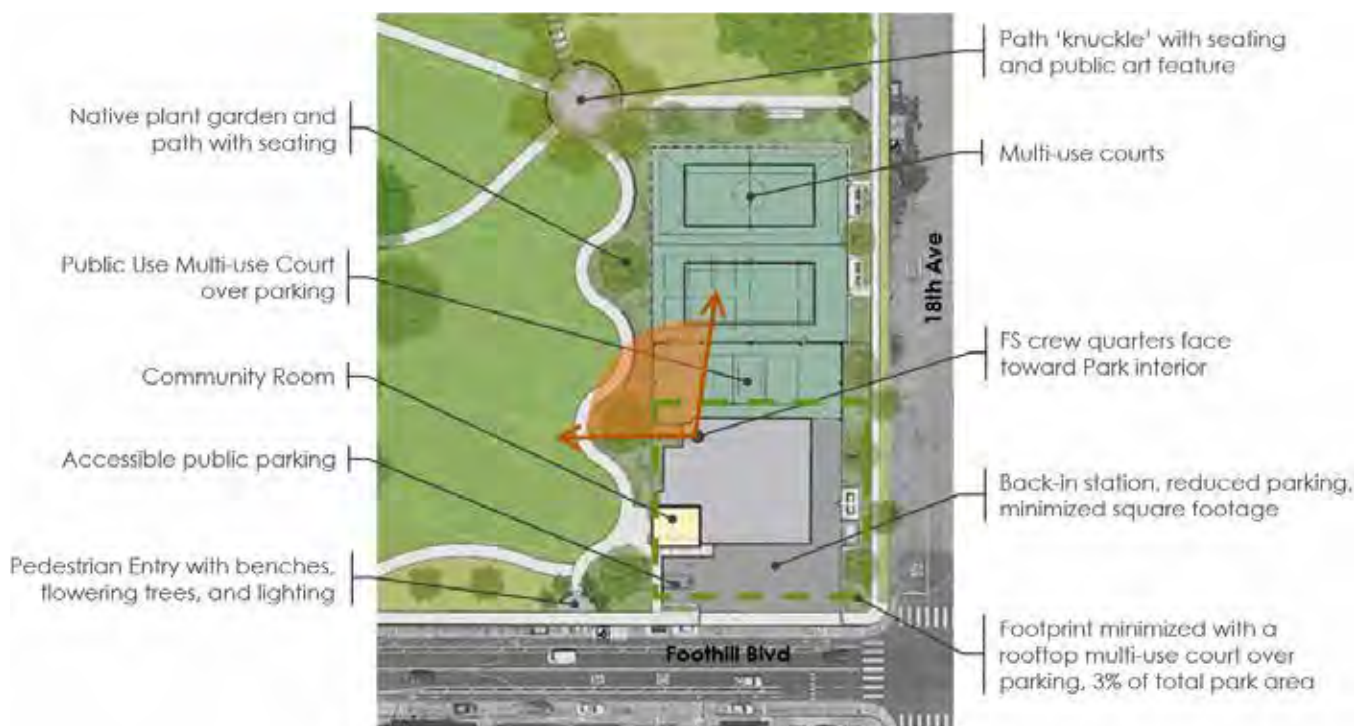 Path 'knuckle' with seating
and public art feature
Native plant garden and
path with seating
Multi-use courts
Public Use Multi-use Court
over parking
18th Ave
FS crew quarters face
toward Park interior
Community Room
Accessible public parking
Back-in station, reduced parking,
minimized square footage
Pedestrian Entry with benches,
flowering trees, and lighting
Footprint minimized with a
rooftop multi-use court over
parking, 3% of total park area
Foothill Blvd